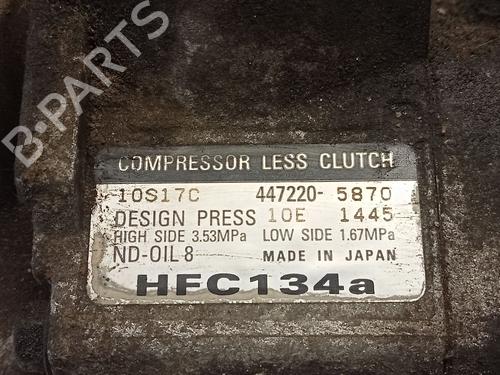 B-PARTS
COMPRESSOR LESS CLUTCH
10S17C 447220-5870
DESIGN PRESS 10E 1445
HIGH SIDE 3.53MPa LOW SIDE 1.67MPa
ND-OIL 8 MADE IN JAPAN
HFC134a